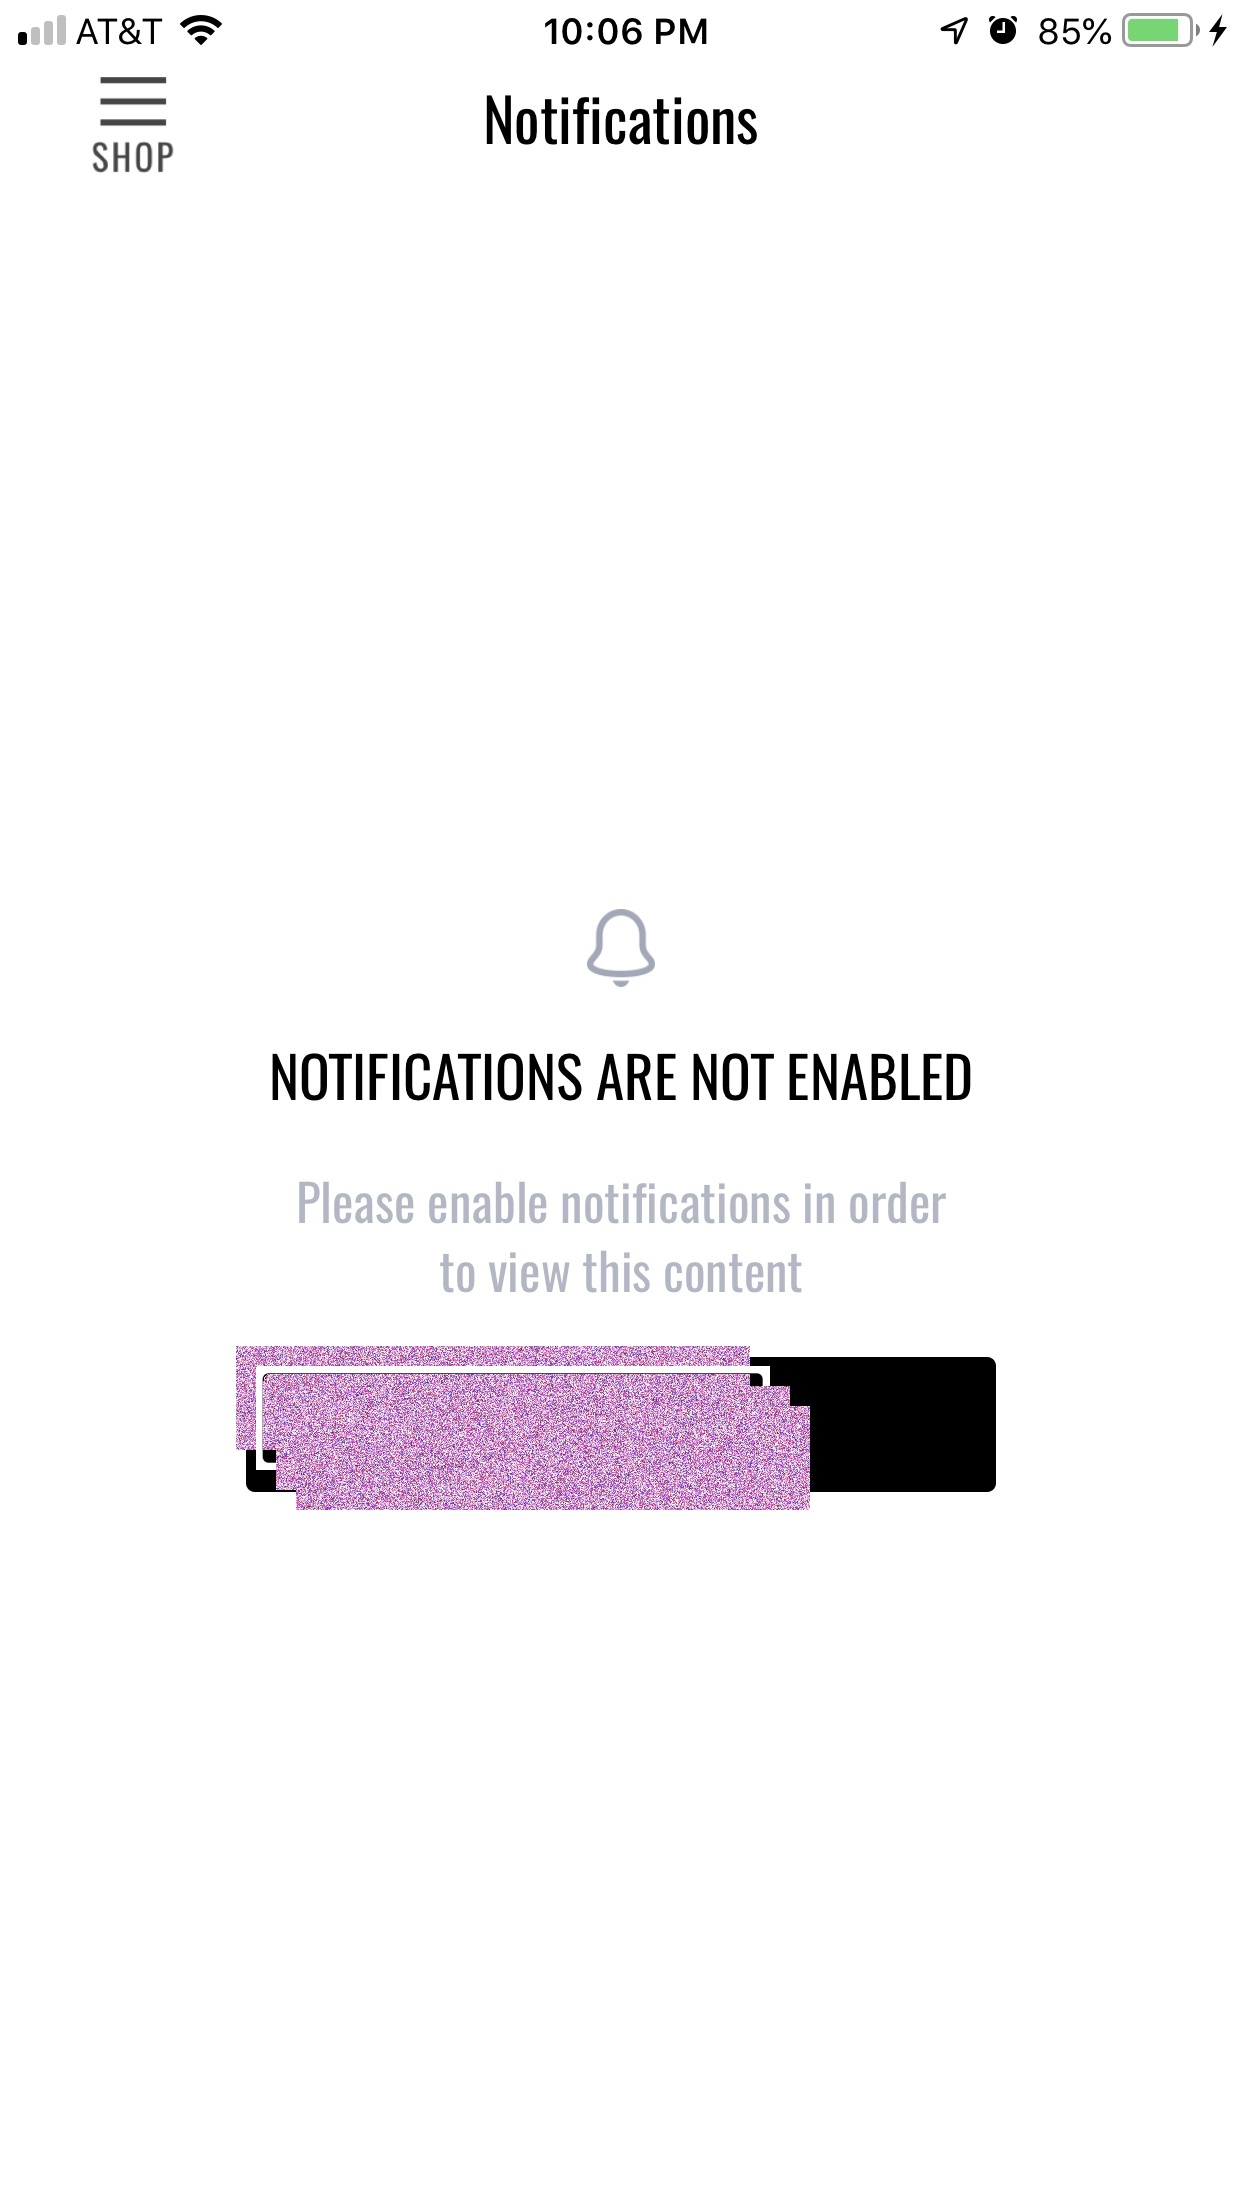 AT&T 10:06 PM 85%
SHOP
Notifications
NOTIFICATIONS ARE NOT ENABLED
Please enable notifications in order
to view this content